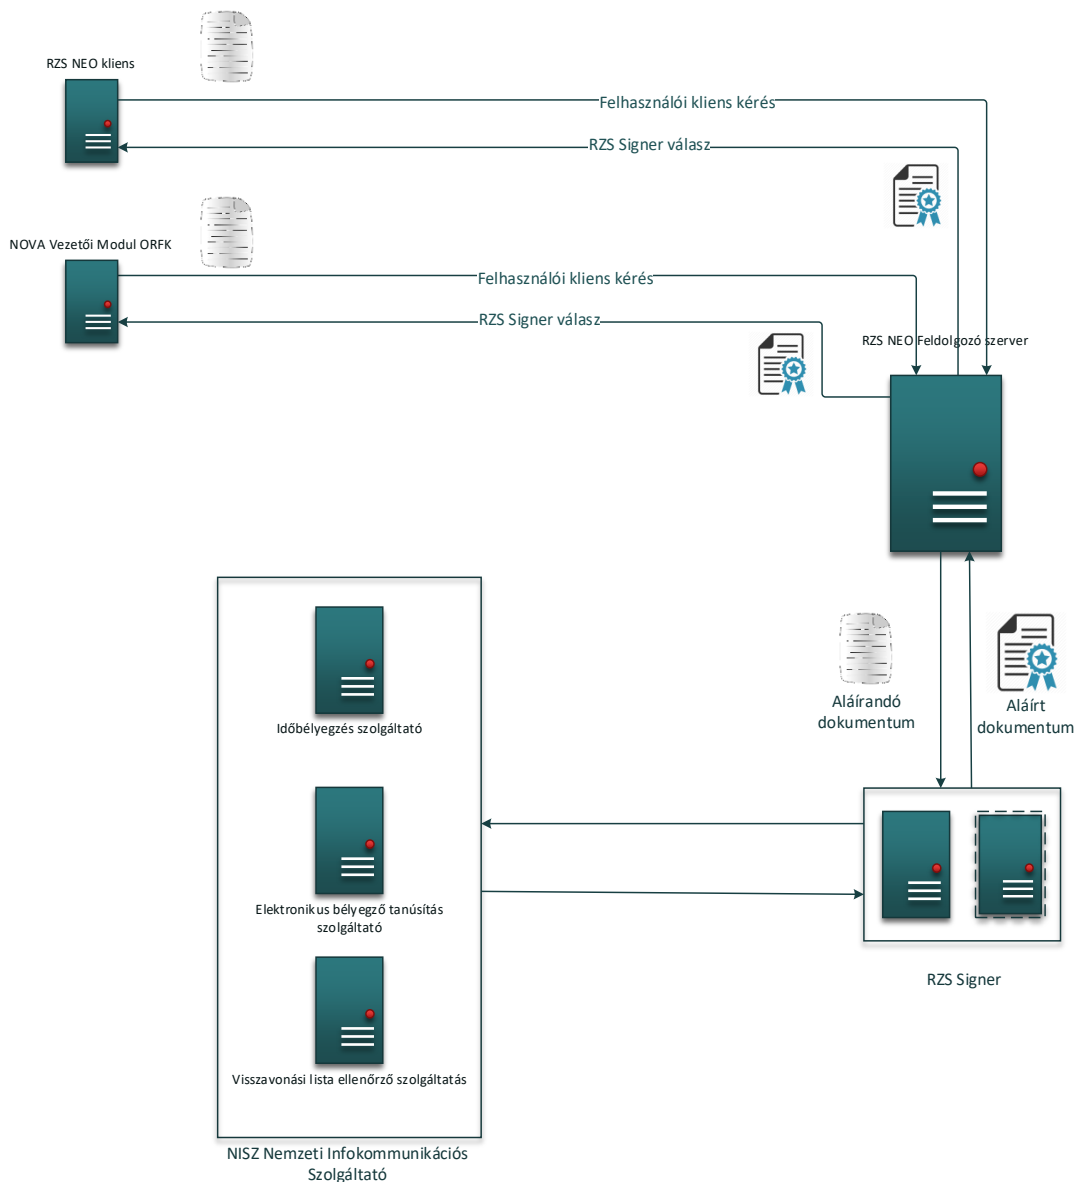 RZS NEO kliens
Felhasználói kliens kérés
RZS Signer válasz
NOVA Vezetői Modul ORFK
Felhasználói kliens kérés
RZS Signer válasz
RZS NEO Feldolgozó szerver
Aláírandó
dokumentum
Aláírt
dokumentum
Időbélyegzés szolgáltató
Elektronikus bélyegző tanúsítás
szolgáltató
RZS Signer
Visszavonási lista ellenőrző szolgáltatás
NISZ Nemzeti Infokommunikációs
Szolgáltató